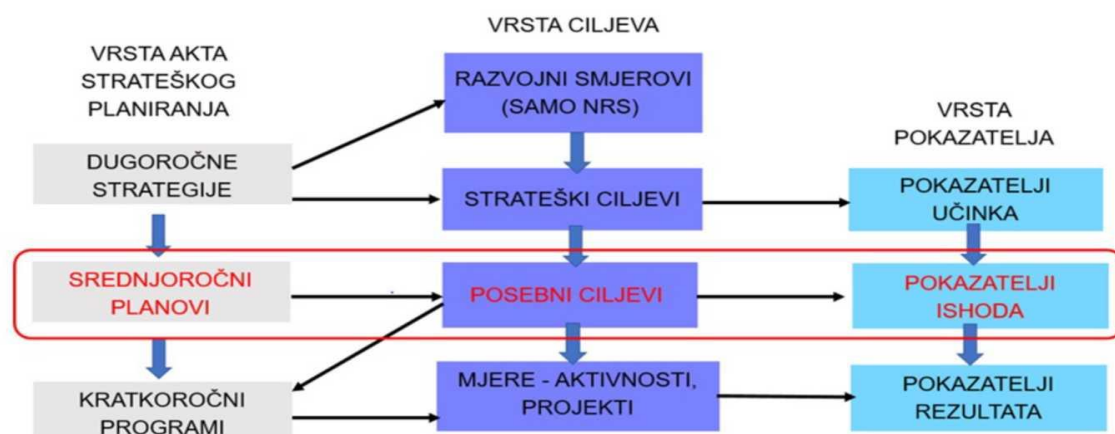 VRSTA AKTA
STRATEŠKOG
PLANIRANJA
DUGOROČNE
STRATEGIJE
SREDNJOROČNI
PLANOVI
KRATKOROČNI
PROGRAMI
VRSTA CILJEVA
RAZVOJNI SMJEROVI
(SAMO NRS)
STRATEŠKI CILJEVI
POSEBNI CILJEVI
MJERE - AKTIVNOSTI,
PROJEKTI
VRSTA
POKAZATELJA
POKAZATELJI
UČINKA
POKAZATELJI
ISHODA
POKAZATELJI
REZULTATA